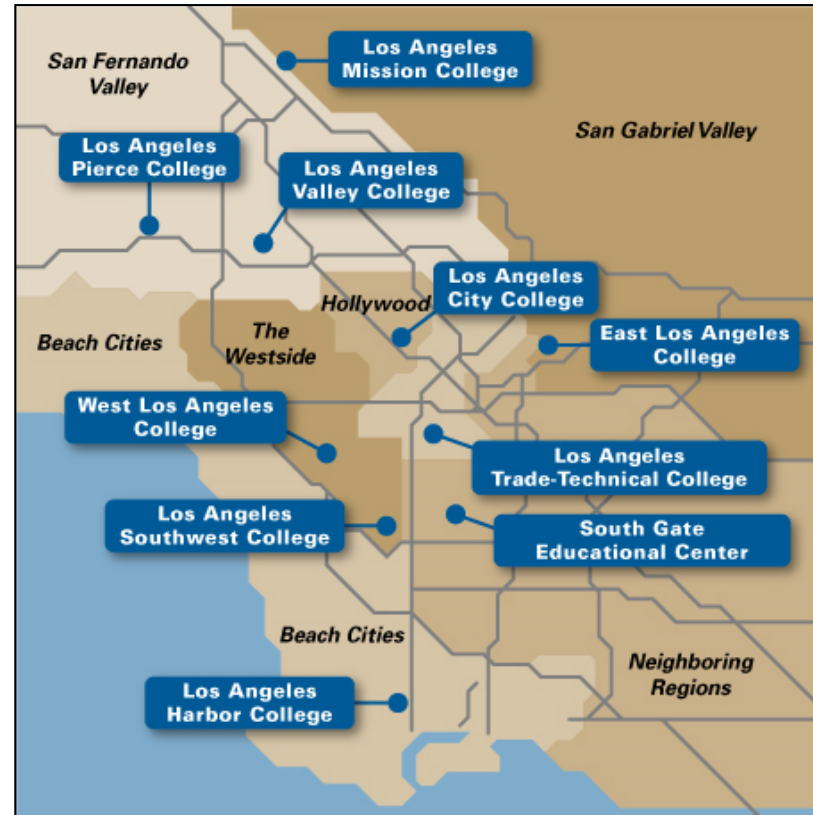 Los Angeles
Mission College
San Fernando
Valley
San Gabriel Valley
Los Angeles
Pierce College
Los Angeles
Valley College
Los Angeles
City College
Hollywood
Beach Cities
The
Westside
East Los Angeles
College
West Los Angeles
College
Los Angeles
Trade-Technical College
Los Angeles
Southwest College
South Gate
Educational Center
Beach Cities
Neighboring
Regions
Los Angeles
Harbor College